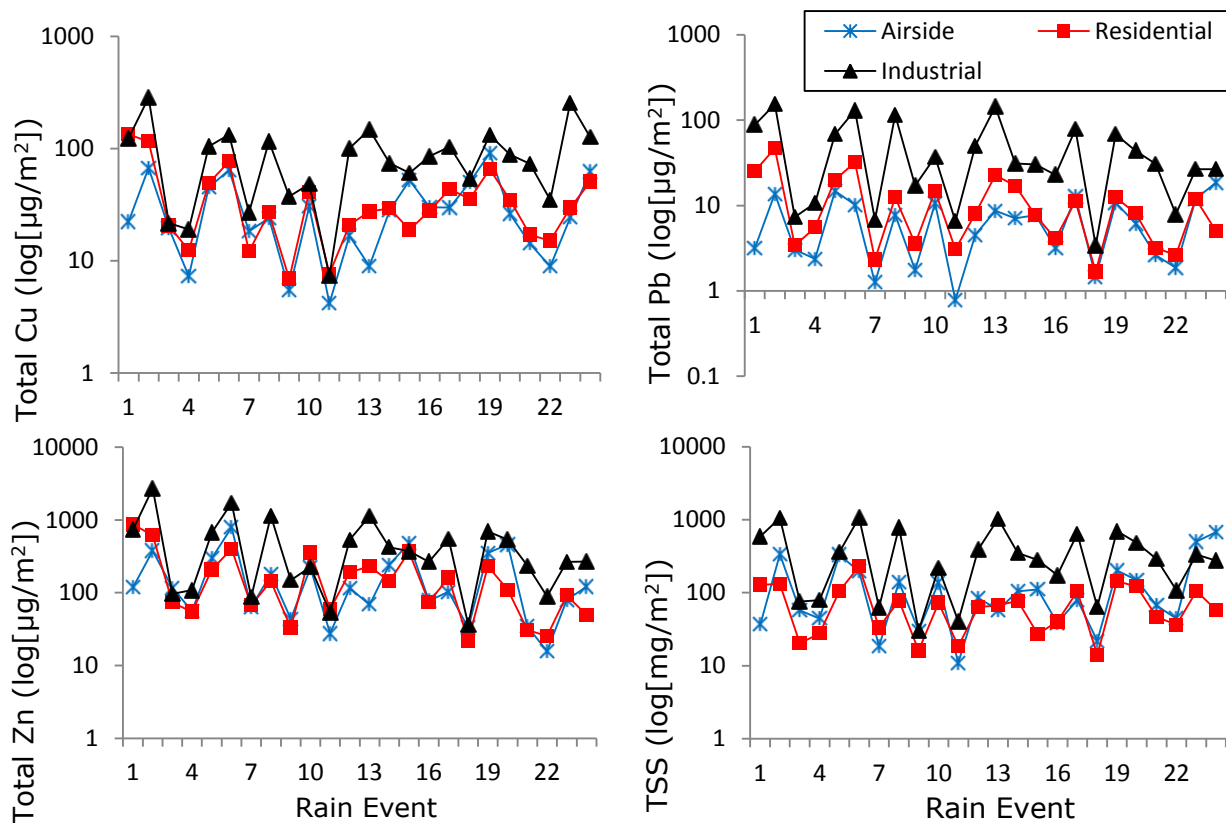 Airside
Residential
Industrial
Total Cu (log[µg/m²])
1000
100
10
1
1 4 7 10 13 16 19 22
Total Pb (log[µg/m²])
1000
100
10
1
0.1
1 4 7 10 13 16 19 22
Total Zn (log[µg/m²])
10000
1000
100
10
1
1 4 7 10 13 16 19 22
Rain Event
TSS (log[mg/m²])
10000
1000
100
10
1
1 4 7 10 13 16 19 22
Rain Event